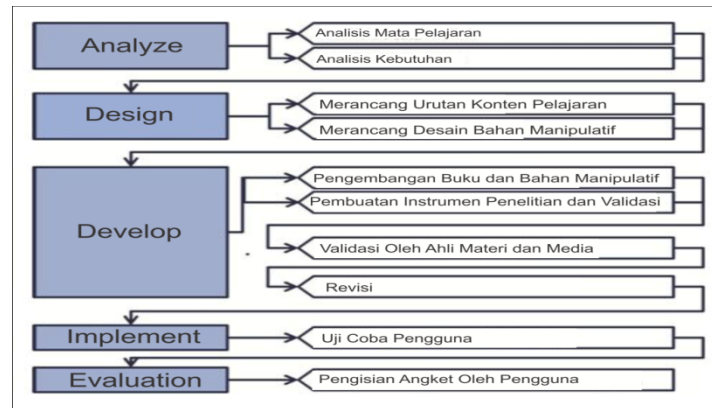 Analyze
Analisis Mata Pelajaran
Analisis Kebutuhan
Design
Merancang Urutan Konten Pelajaran
Merancang Desain Bahan Manipulatif
Develop
Pengembangan Buku dan Bahan Manipulatif
Pembuatan Instrumen Penelitian dan Validasi
Validasi Oleh Ahli Materi dan Media
Revisi
Implement
Uji Coba Pengguna
Evaluation
Pengisian Angket Oleh Pengguna